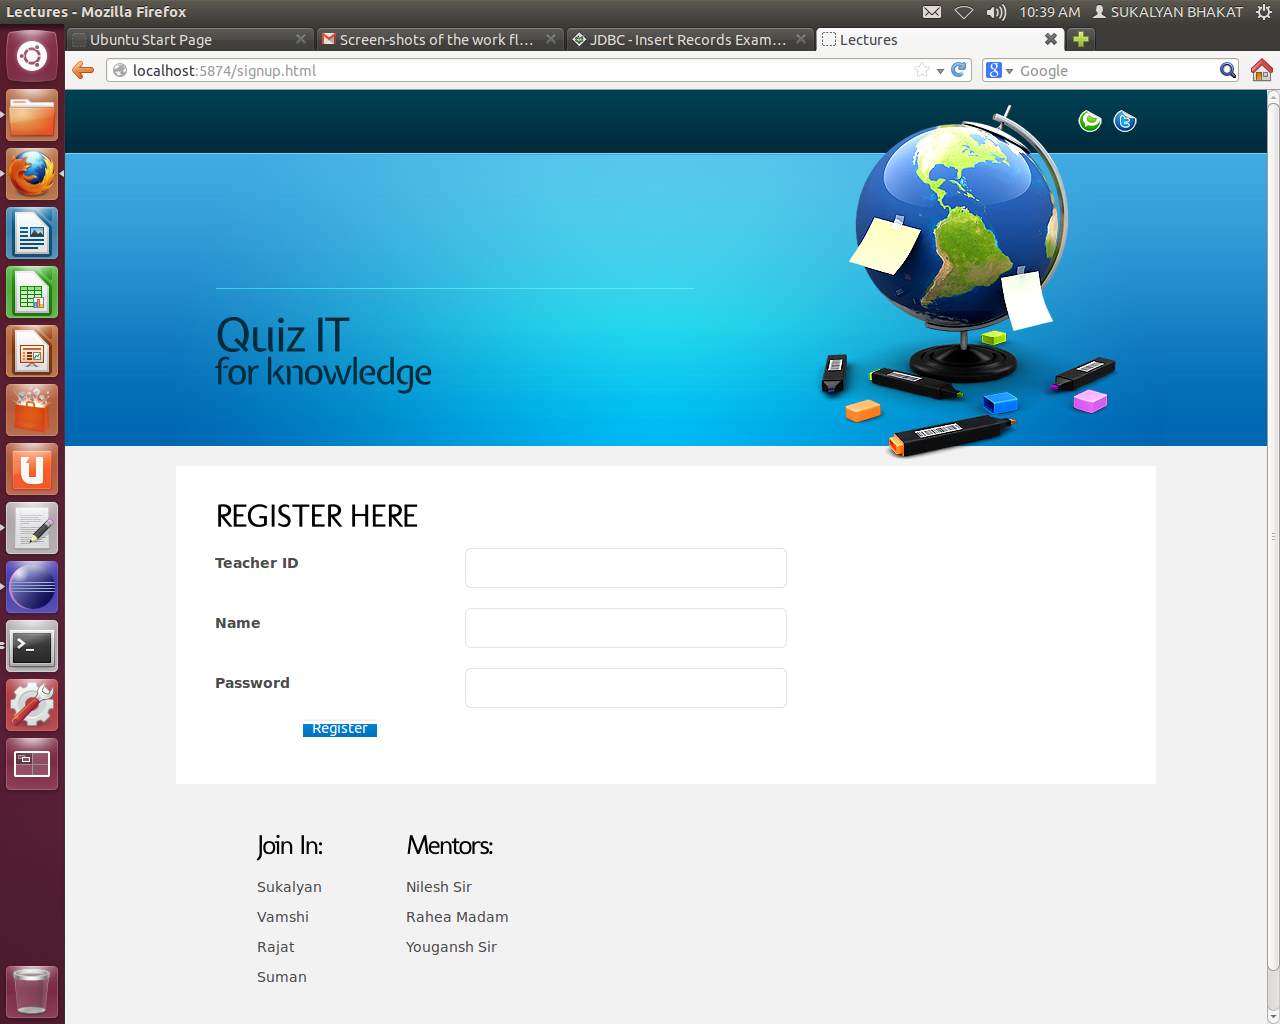 Lectures - Mozilla Firefox
10:39 AM SUKALYAN BHAKAT
Ubuntu Start Page
Screen-shots of the work fl...
JDBC - Insert Records Exam...
Lectures
localhost:5874/signup.html
Google
Quiz IT
for knowledge
REGISTER HERE
Teacher ID
Name
Password
Register
Join In:
Mentors:
Sukalyan
Nilesh Sir
Vamshi
Rahea Madam
Rajat
Yougansh Sir
Suman